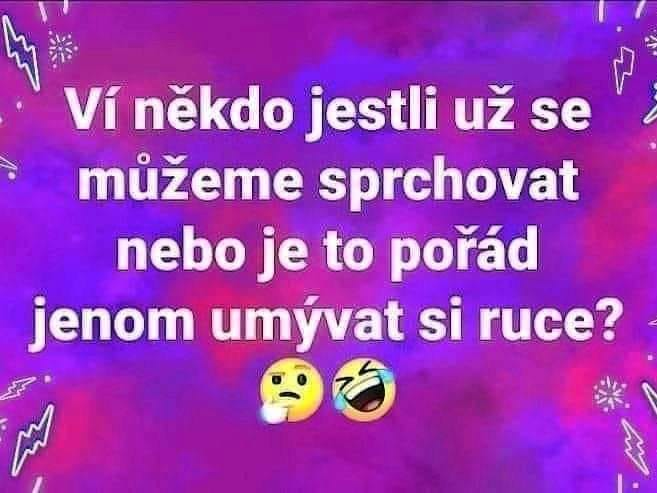 Ví někdo jestli už se
můžeme sprchovat
nebo je to pořád
jenom umývat si ruce?
🤔🤣